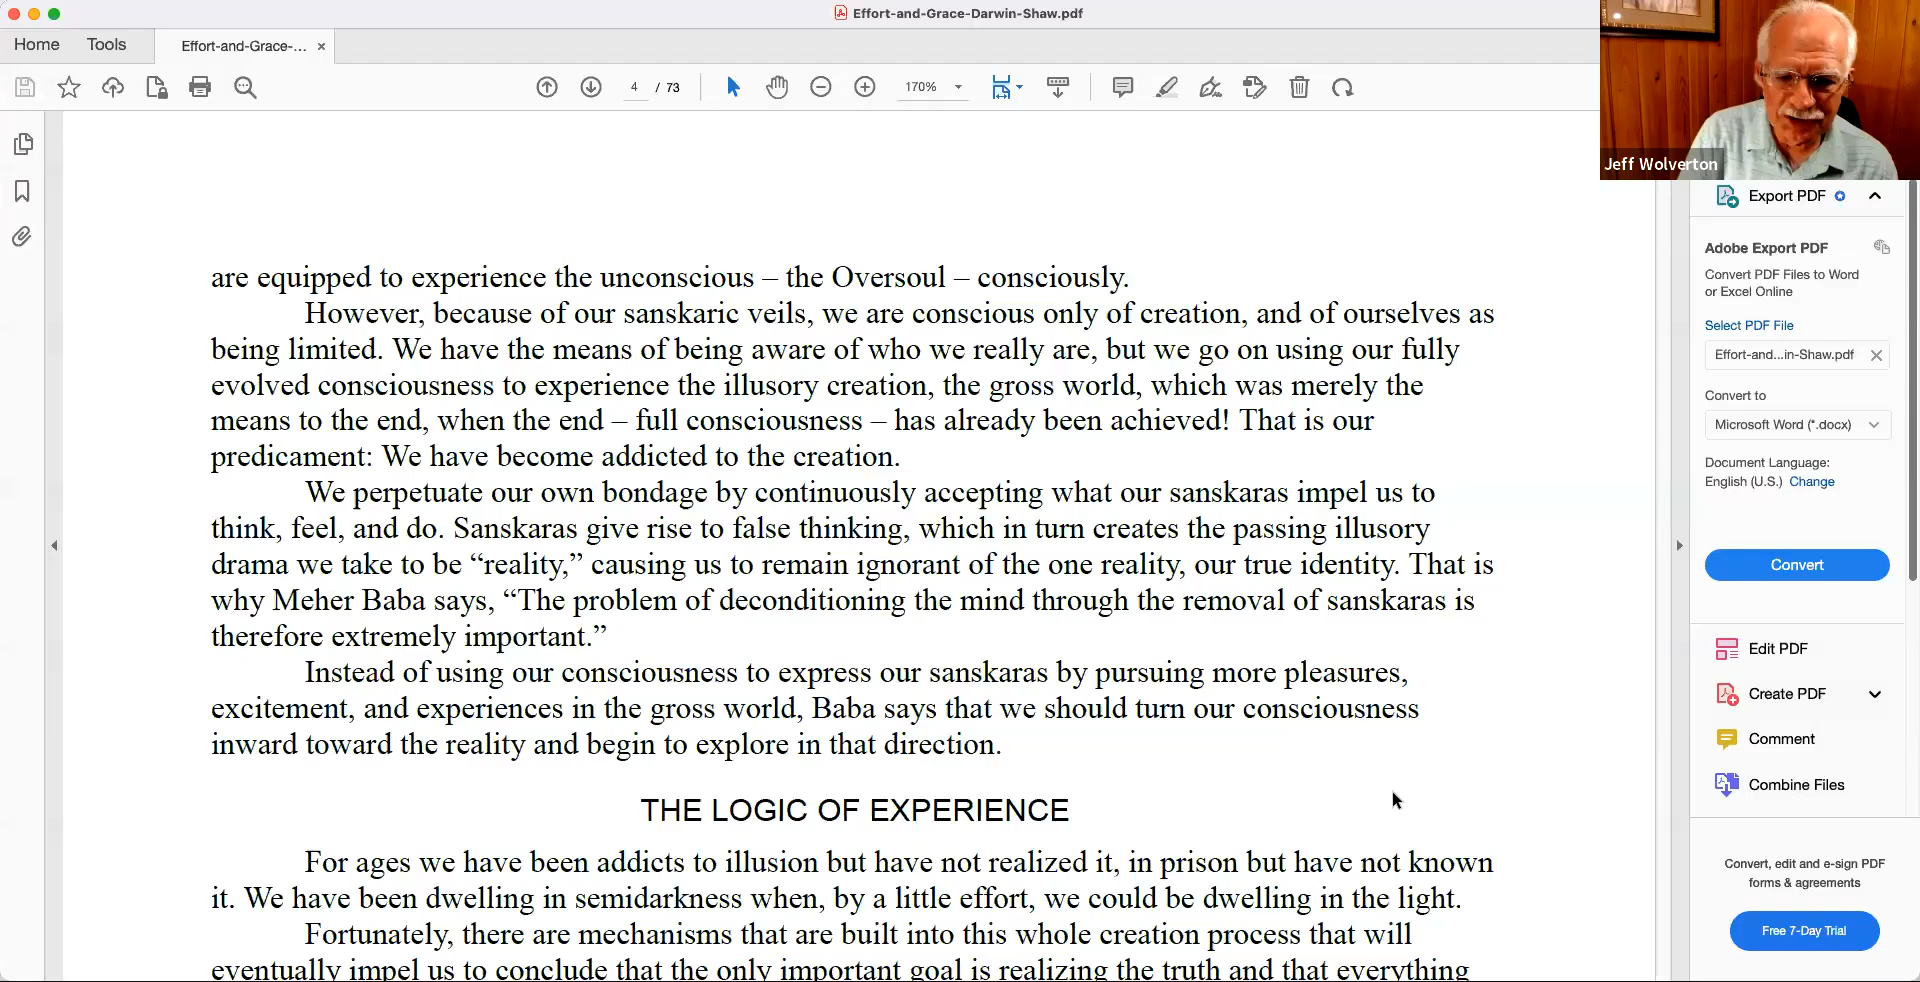 Effort-and-Grace-Darwin-Shaw.pdf
Home
Tools
Effort-and-Grace-...
4 / 73
170%
Jeff Wolverton
are equipped to experience the unconscious – the Oversoul – consciously.
However, because of our sanskaric veils, we are conscious only of creation, and of ourselves as
being limited. We have the means of being aware of who we really are, but we go on using our fully
evolved consciousness to experience the illusory creation, the gross world, which was merely the
means to the end, when the end – full consciousness – has already been achieved! That is our
predicament: We have become addicted to the creation.
We perpetuate our own bondage by continuously accepting what our sanskaras impel us to
think, feel, and do. Sanskaras give rise to false thinking, which in turn creates the passing illusory
drama we take to be “reality,” causing us to remain ignorant of the one reality, our true identity. That is
why Meher Baba says, “The problem of deconditioning the mind through the removal of sanskaras is
therefore extremely important.”
Instead of using our consciousness to express our sanskaras by pursuing more pleasures,
excitement, and experiences in the gross world, Baba says that we should turn our consciousness
inward toward the reality and begin to explore in that direction.
THE LOGIC OF EXPERIENCE
For ages we have been addicts to illusion but have not realized it, in prison but have not known
it. We have been dwelling in semidarkness when, by a little effort, we could be dwelling in the light.
Fortunately, there are mechanisms that are built into this whole creation process that will
eventually impel us to conclude that the only important goal is realizing the truth and that everything
Export PDF
Adobe Export PDF
Convert PDF Files to Word
or Excel Online
Select PDF File
Effort-and...in-Shaw.pdf
Convert to
Microsoft Word (*.docx)
Document Language:
English (U.S.) Change
Convert
Edit PDF
Create PDF
Comment
Combine Files
Convert, edit and e-sign PDF
forms & agreements
Free 7-Day Trial